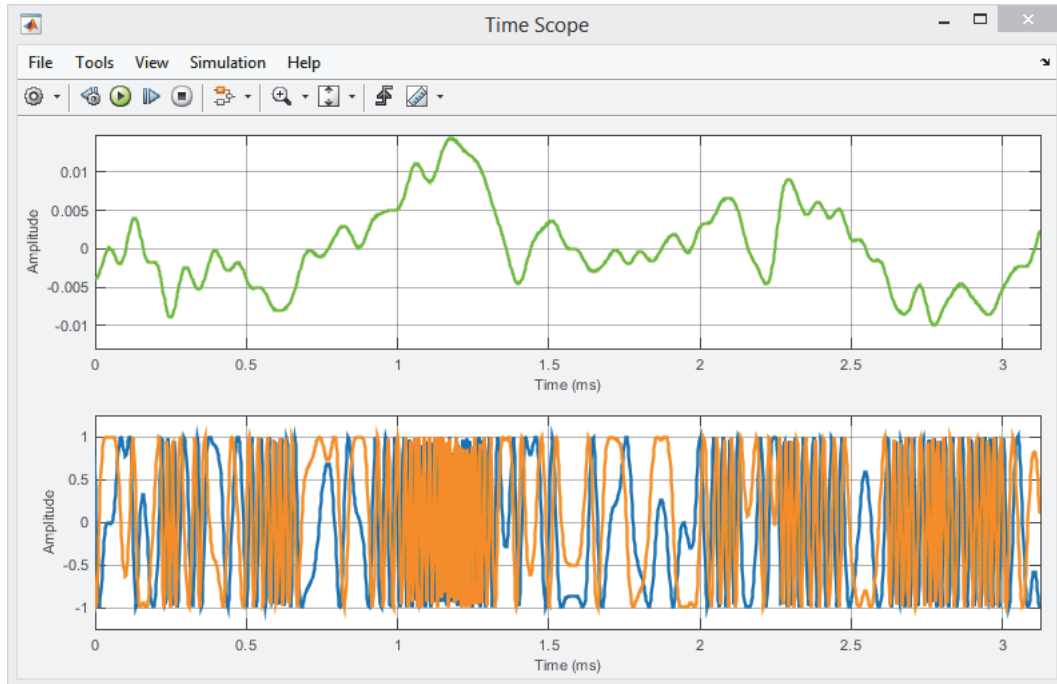 Time Scope
File Tools View Simulation Help
0.01
0.005
0
-0.005
-0.01
Amplitude
0 0.5 1 1.5 2 2.5 3
Time (ms)
1
0.5
0
-0.5
-1
Amplitude
0 0.5 1 1.5 2 2.5 3
Time (ms)